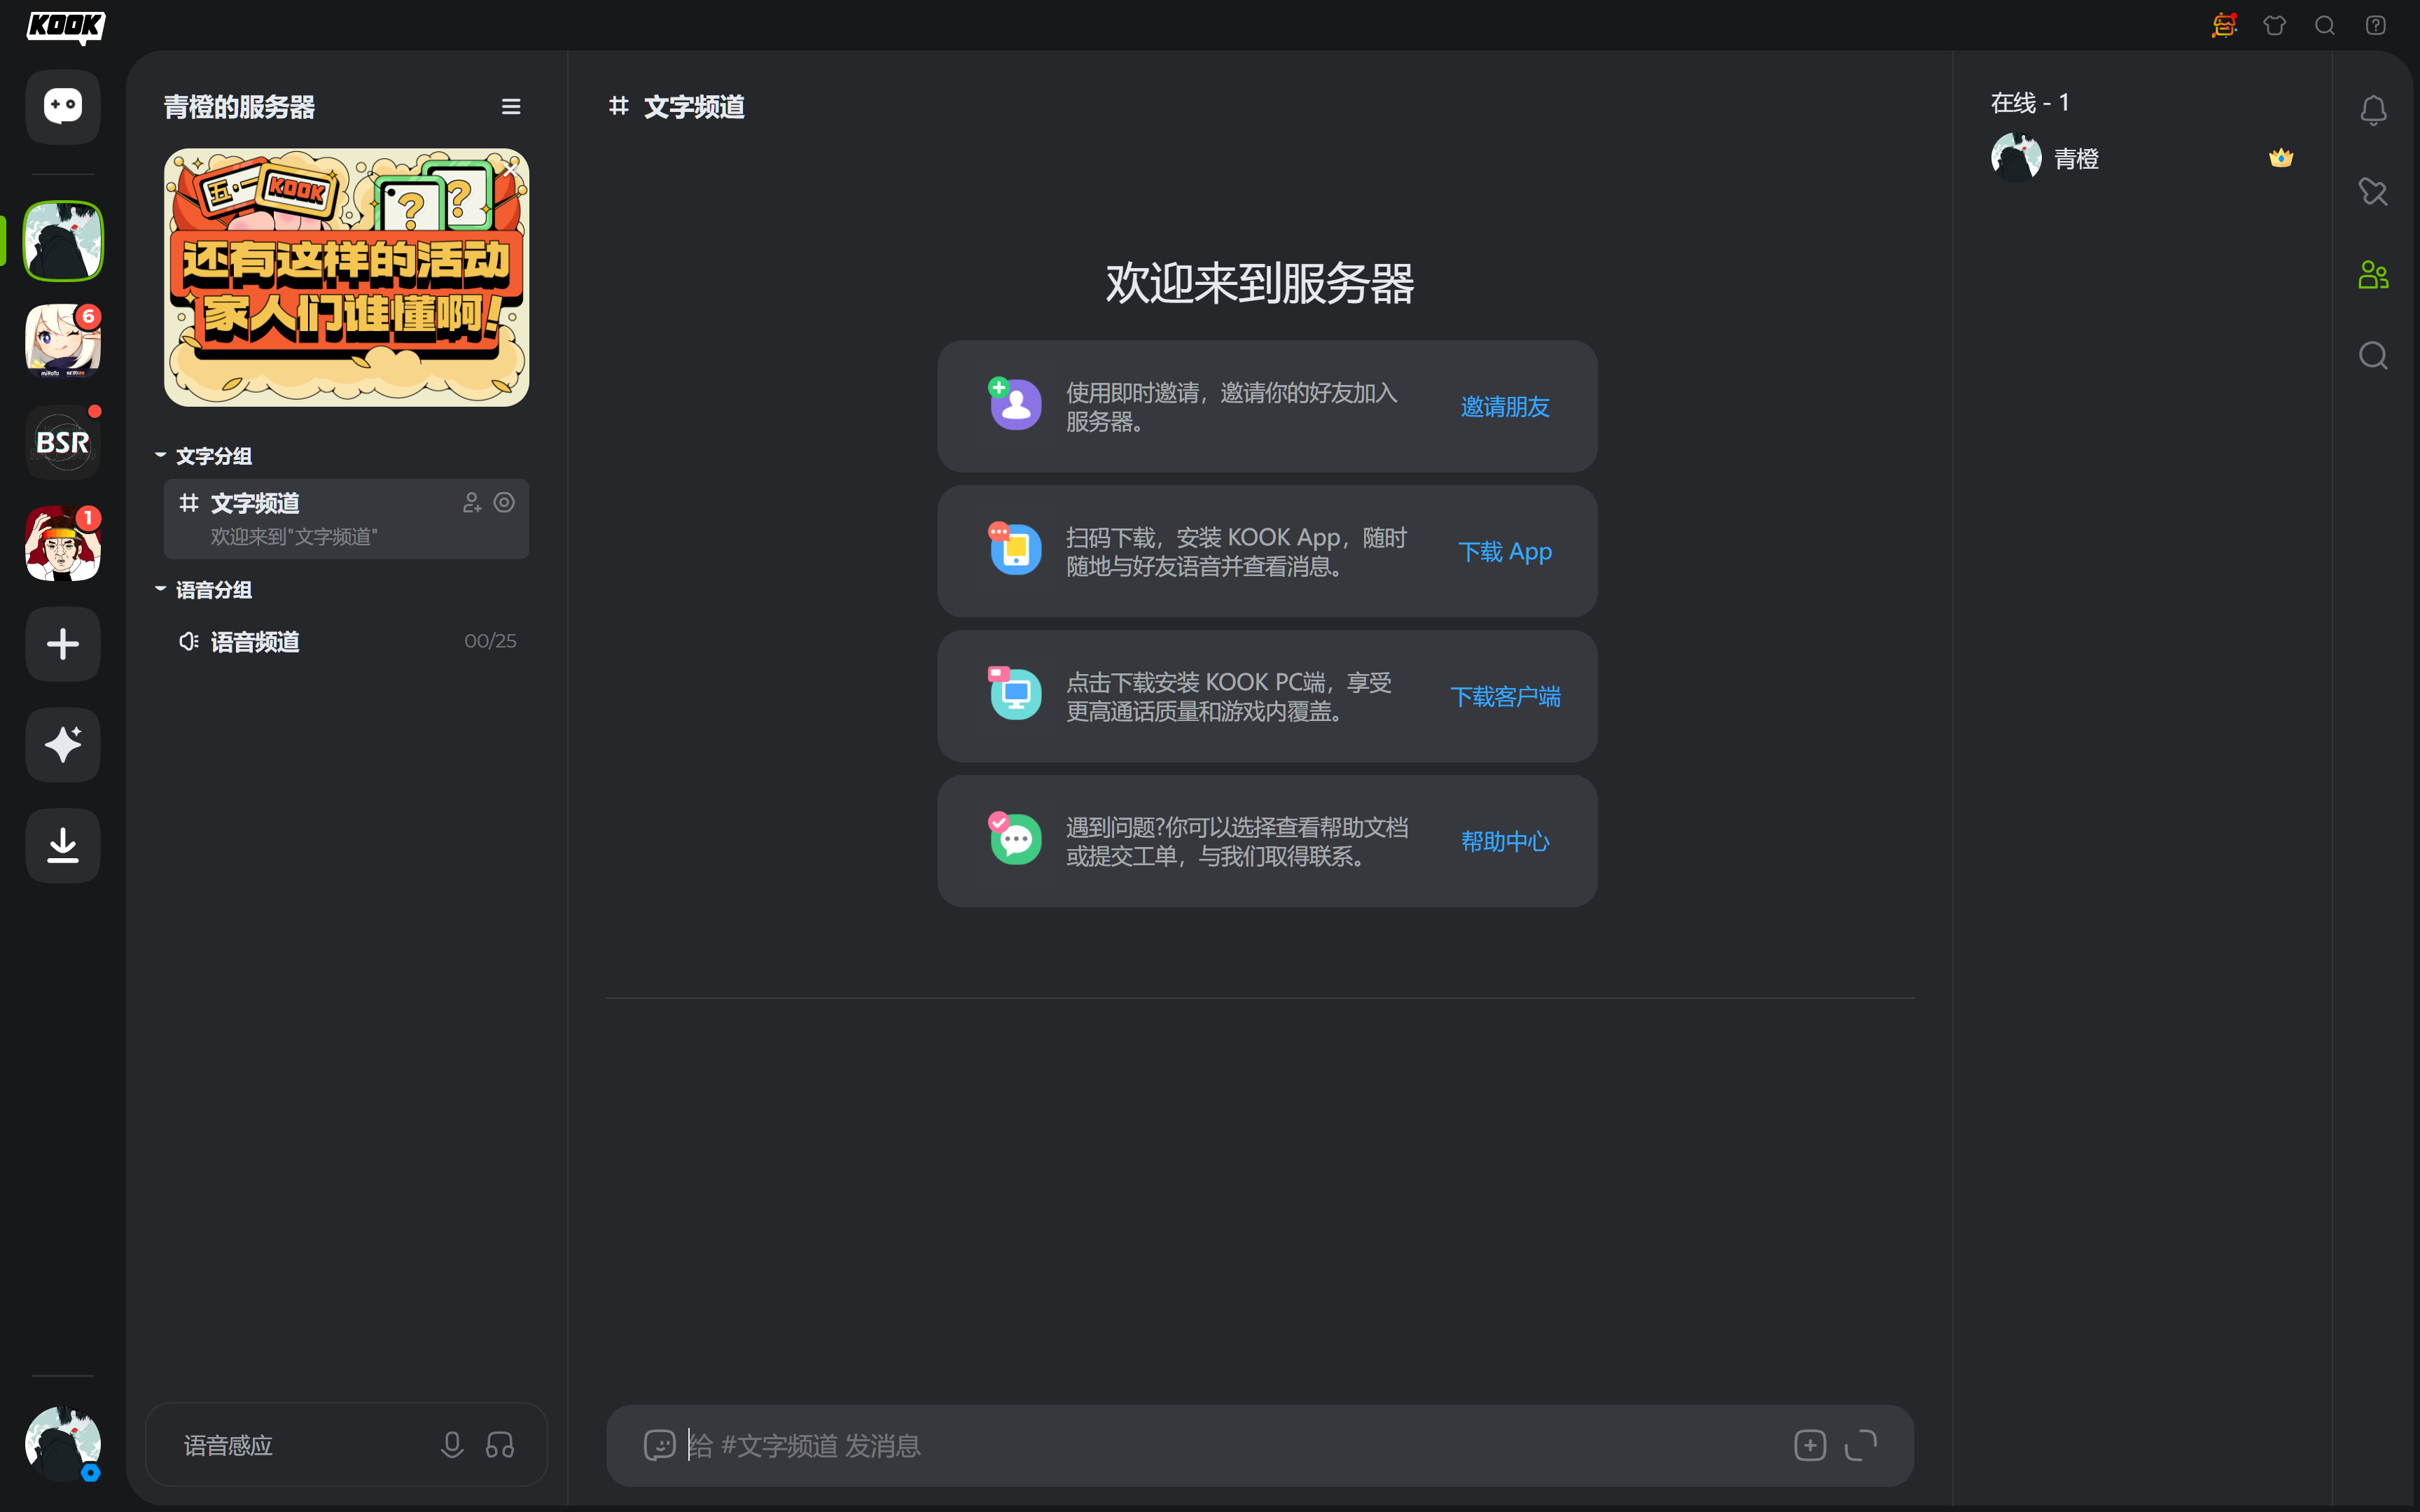 KOOK
青橙的服务器
五·一
KOOK
? ?
还有这样的活动
家人们谁懂啊!
6
BSR
1
文字分组
文字频道
欢迎来到"文字频道"
语音分组
语音频道
00/25
语音感应
# 文字频道
欢迎来到服务器
使用即时邀请，邀请你的好友加入
服务器。
邀请朋友
扫码下载，安装 KOOK App，随时
随地与好友语音并查看消息。
下载 App
点击下载安装 KOOK PC端，享受
更高通话质量和游戏内覆盖。
下载客户端
遇到问题?你可以选择查看帮助文档
或提交工单，与我们取得联系。
帮助中心
给 #文字频道 发消息
在线 - 1
青橙